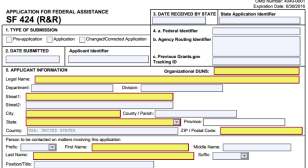 OMB Number: 4040-0001
Expiration Date: 6/30/2016
APPLICATION FOR FEDERAL ASSISTANCE
SF 424 (R&R)
3. DATE RECEIVED BY STATE State Application Identifier
1. TYPE OF SUBMISSION
4. a. Federal Identifier
Pre-application Application Changed/Corrected Application
b. Agency Routing Identifier
2. DATE SUBMITTED Applicant Identifier
c. Previous Grants.gov
Tracking ID
5. APPLICANT INFORMATION Organizational DUNS:
Legal Name:
Department: Division:
Street1:
Street2:
City: County / Parish:
State: Province:
Country: USA: UNITED STATES ZIP / Postal Code:
Person to be contacted on matters involving this application
Prefix: First Name: Middle Name:
Last Name: Suffix:
Position/Title: